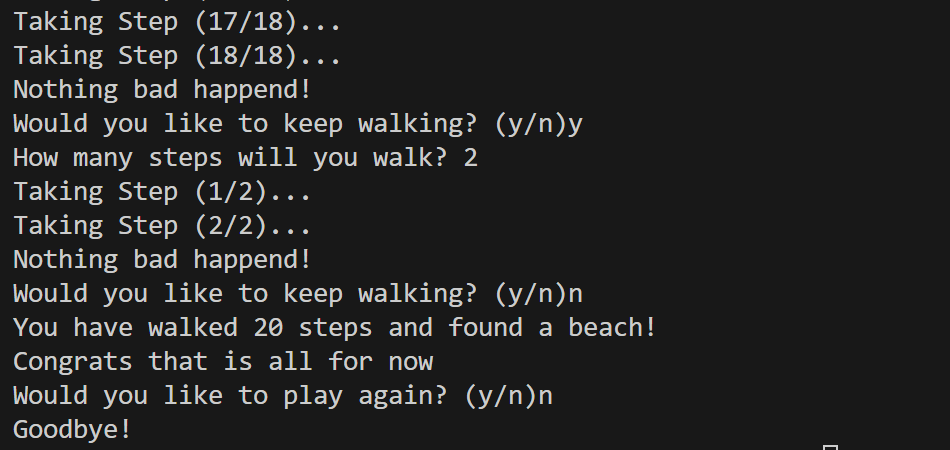 Taking Step (17/18)...
Taking Step (18/18)...
Nothing bad happend!
Would you like to keep walking? (y/n)y
How many steps will you walk? 2
Taking Step (1/2)...
Taking Step (2/2)...
Nothing bad happend!
Would you like to keep walking? (y/n)n
You have walked 20 steps and found a beach!
Congrats that is all for now
Would you like to play again? (y/n)n
Goodbye!